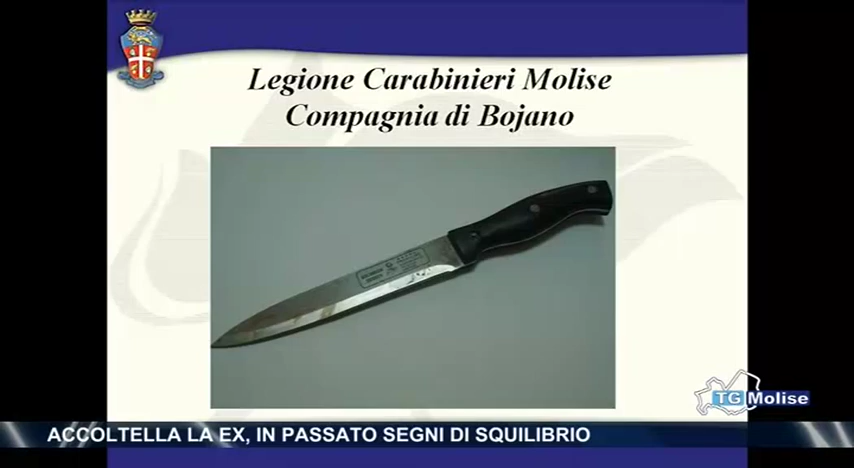 Legione Carabinieri Molise
Compagnia di Bojano
TG Molise
ACCOLTELLA LA EX, IN PASSATO SEGNI DI SQUILIBRIO